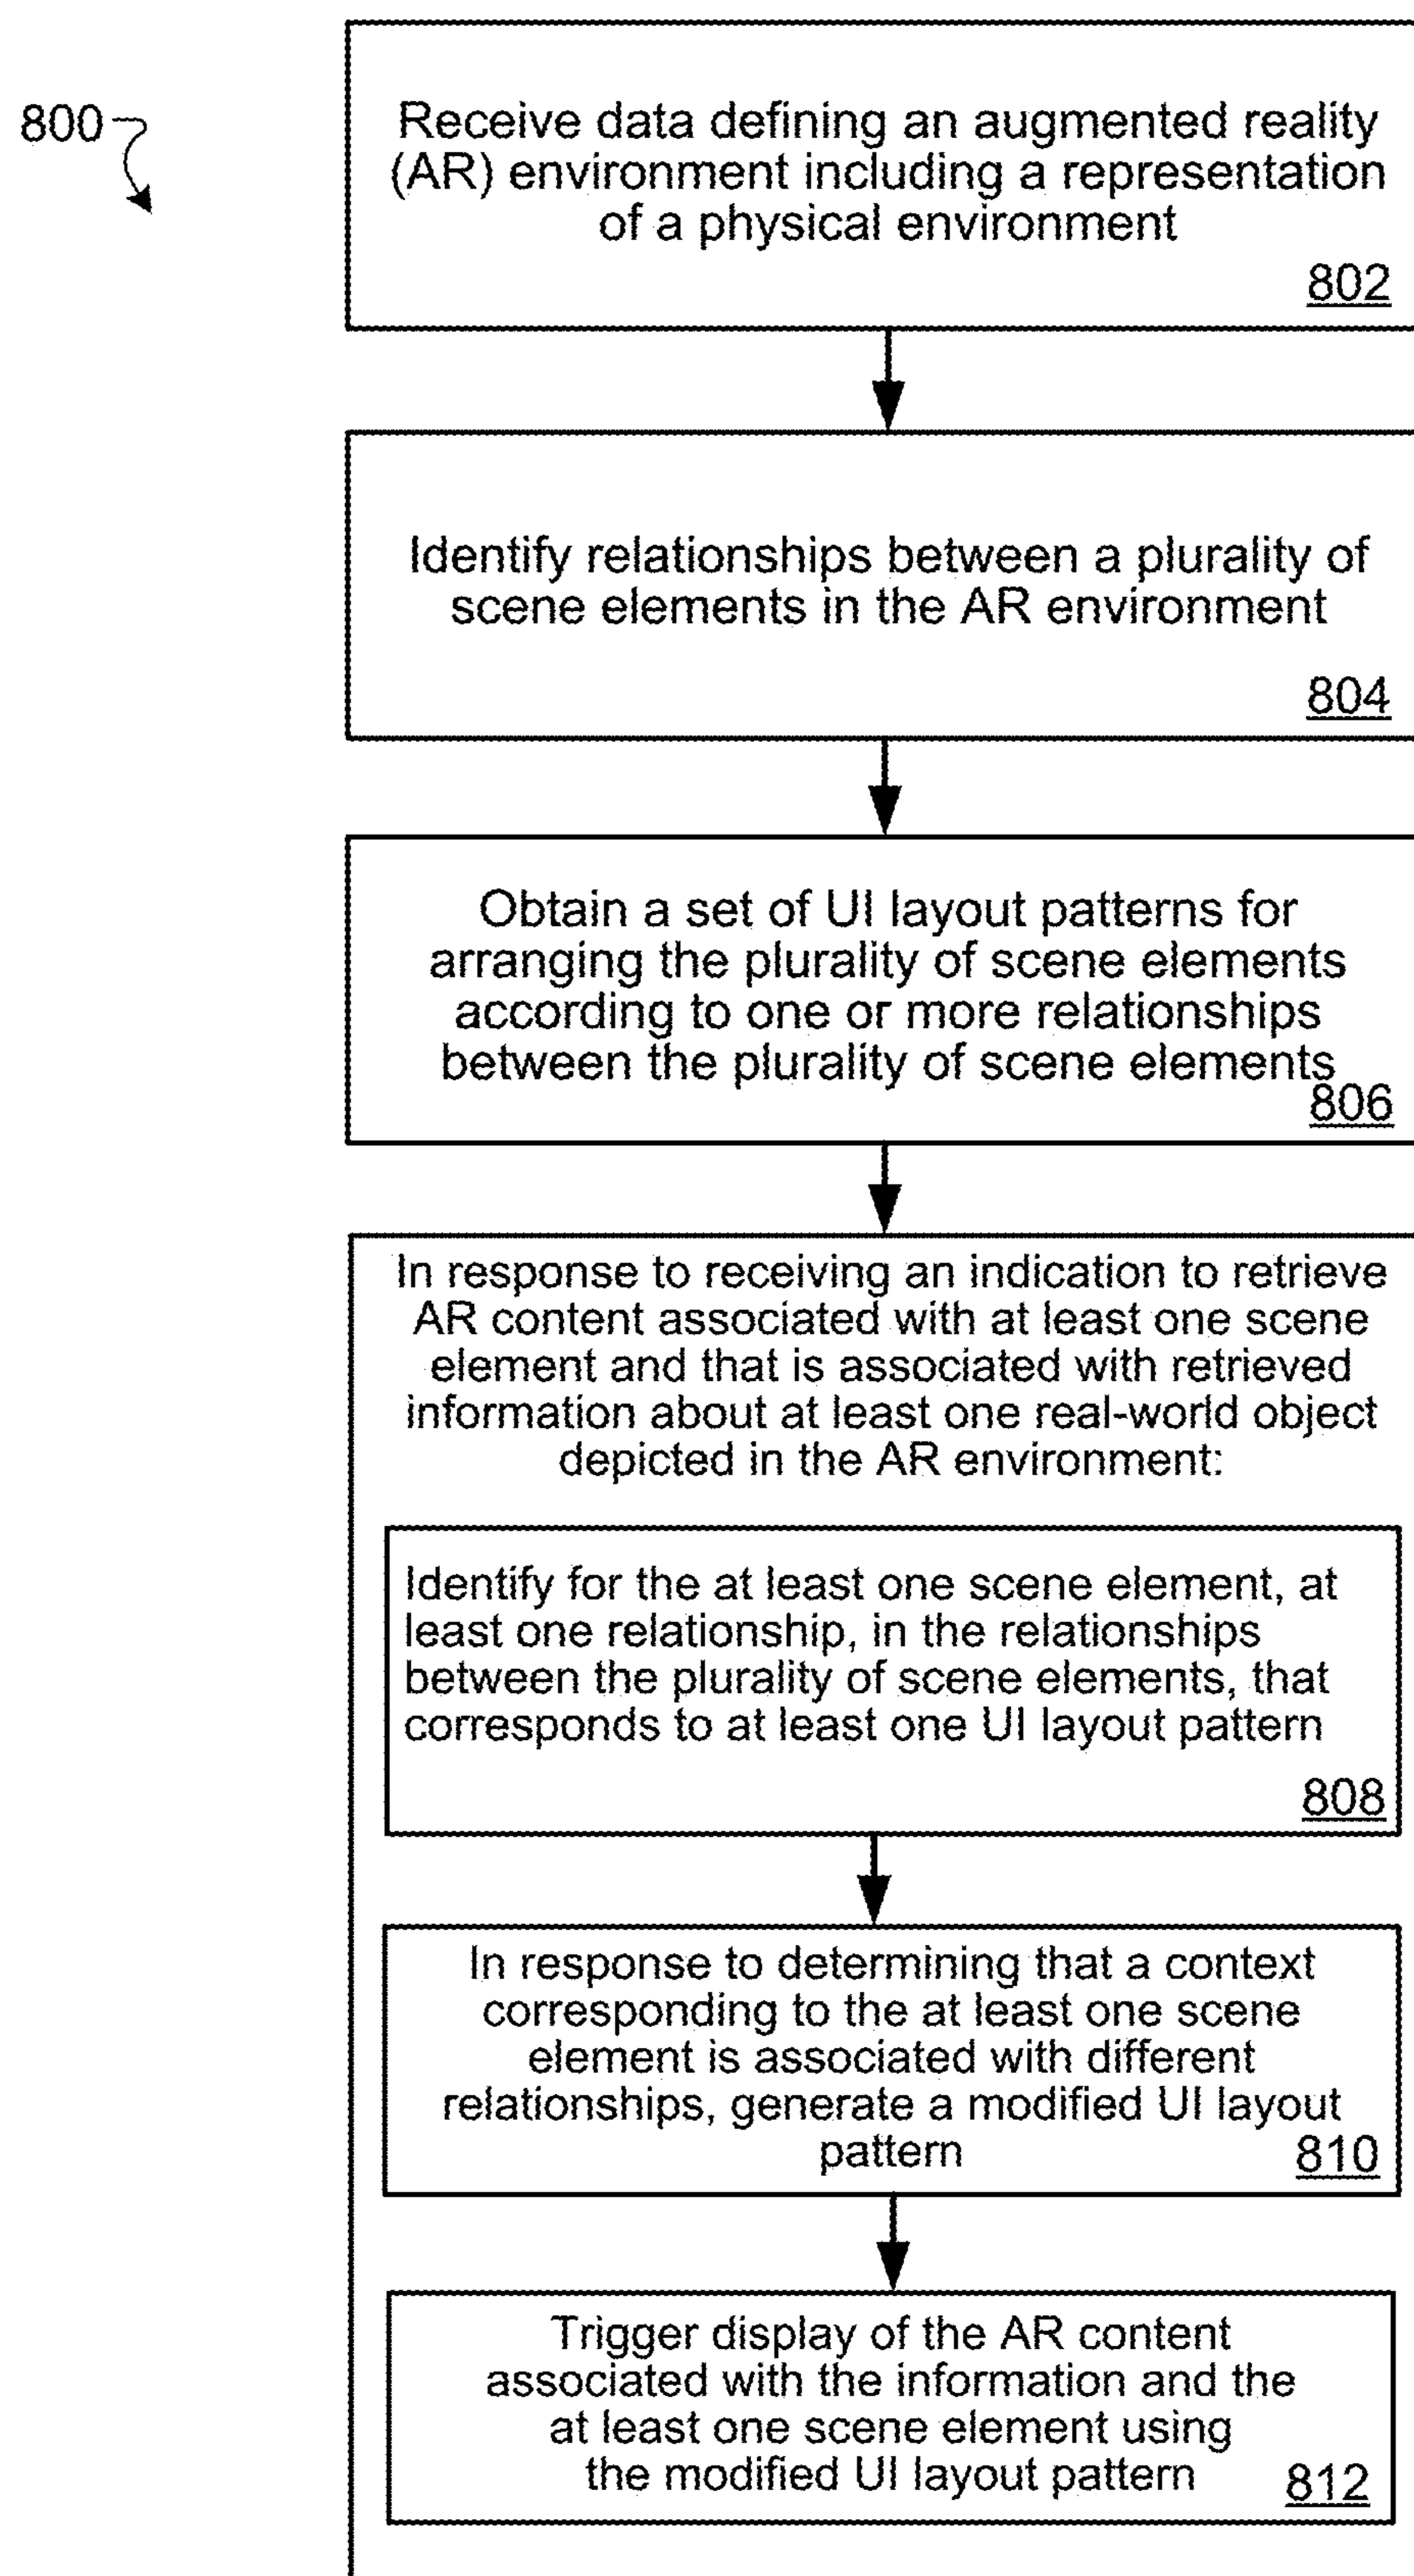 800
Receive data defining an augmented reality
(AR) environment including a representation
of a physical environment
802
Identify relationships between a plurality of
scene elements in the AR environment
804
Obtain a set of UI layout patterns for
arranging the plurality of scene elements
according to one or more relationships
between the plurality of scene elements
806
In response to receiving an indication to retrieve
AR content associated with at least one scene
element and that is associated with retrieved
information about at least one real-world object
depicted in the AR environment:
Identify for the at least one scene element, at
least one relationship, in the relationships
between the plurality of scene elements, that
corresponds to at least one UI layout pattern
808
In response to determining that a context
corresponding to the at least one scene
element is associated with different
relationships, generate a modified UI layout
pattern
810
Trigger display of the AR content
associated with the information and the
at least one scene element using
the modified UI layout pattern
812